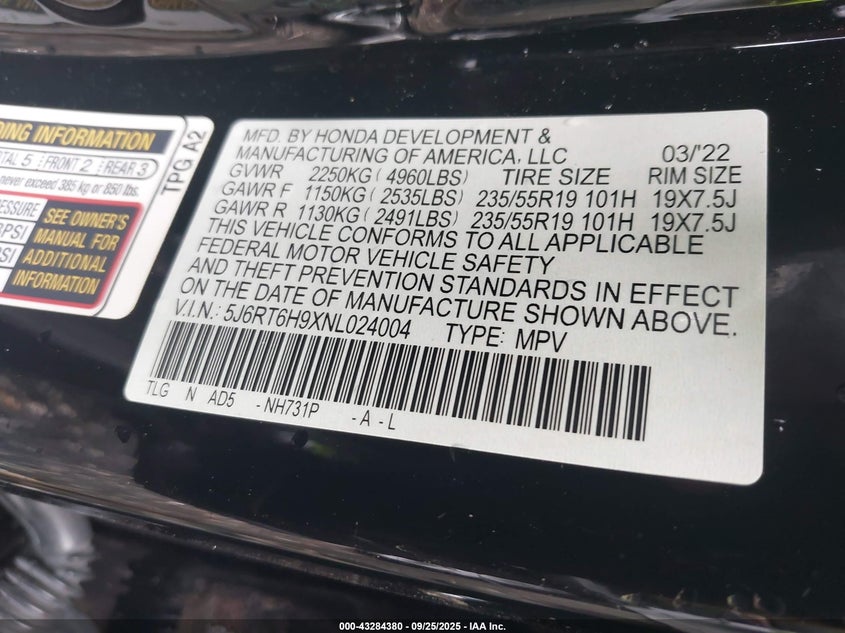 DING INFORMATION
TAL 5 FRONT 2 REAR 3
never exceed 385 kg or 850 lbs.
RESSURE
PSI
SI
SEE OWNER'S
MANUAL FOR
ADDITIONAL
INFORMATION
TPG A2
MFD. BY HONDA DEVELOPMENT &
MANUFACTURING OF AMERICA, LLC 03/'22
GVWR 2250KG ( 4960LBS) TIRE SIZE RIM SIZE
GAWR F 1150KG ( 2535LBS) 235/55R19 101H 19X7.5J
GAWR R 1130KG ( 2491LBS) 235/55R19 101H 19X7.5J
THIS VEHICLE CONFORMS TO ALL APPLICABLE
FEDERAL MOTOR VEHICLE SAFETY
AND THEFT PREVENTION STANDARDS IN EFFECT
ON THE DATE OF MANUFACTURE SHOWN ABOVE.
V.I.N.: 5J6RT6H9XNL024004 TYPE: MPV
TLG N AD5 -NH731P -A-L
000-43284380 - 09/25/2025 - IAA Inc.